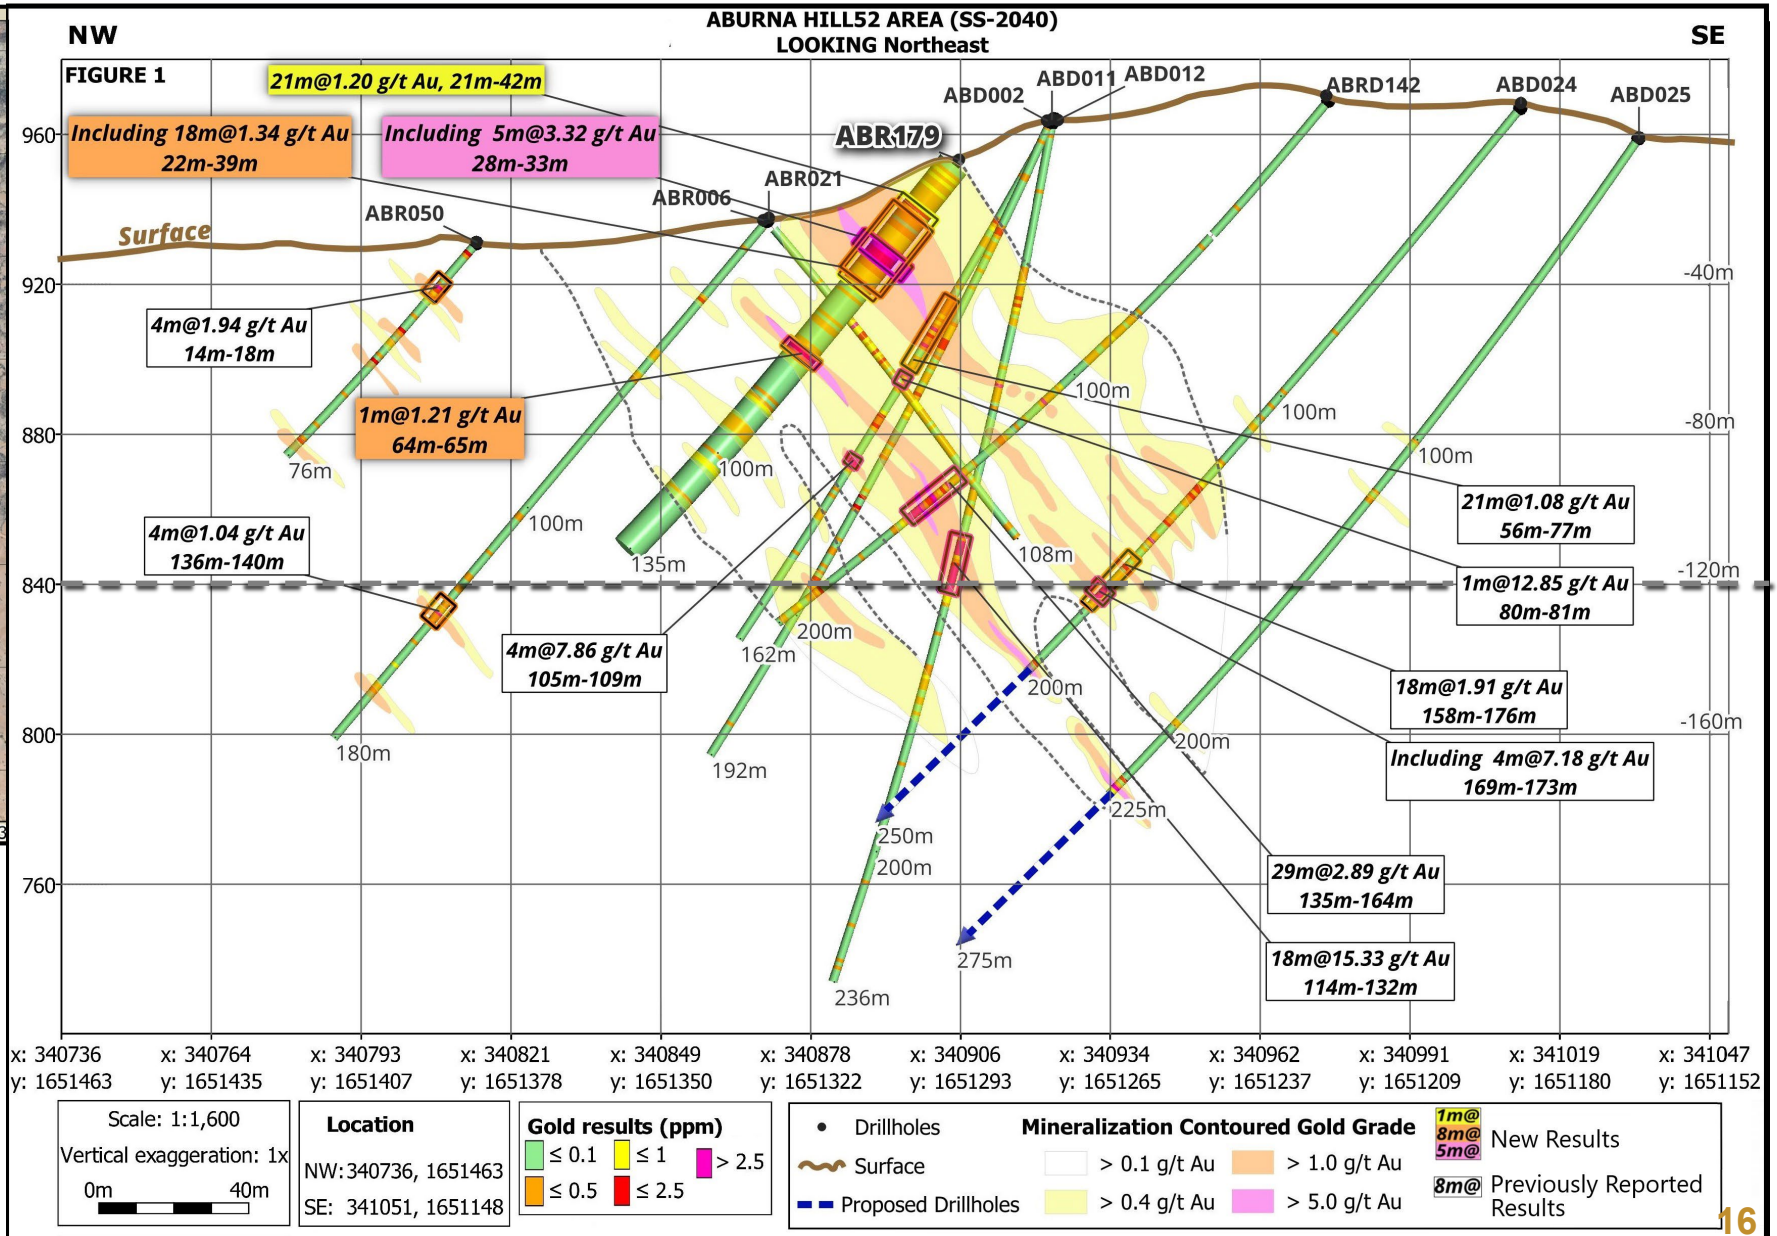 ABURNA HILL52 AREA (SS-2040)
LOOKING Northeast
NW
SE
FIGURE 1
21m@1.20 g/t Au, 21m-42m
Including 18m@1.34 g/t Au
22m-39m
Including 5m@3.32 g/t Au
28m-33m
ABR179
ABD002
ABD011
ABD012
ABRD142
ABD024
ABD025
ABR021
ABR006
ABR050
Surface
960
920
880
840
800
760
-40m
-80m
-120m
-160m
4m@1.94 g/t Au
14m-18m
1m@1.21 g/t Au
64m-65m
4m@1.04 g/t Au
136m-140m
4m@7.86 g/t Au
105m-109m
21m@1.08 g/t Au
56m-77m
1m@12.85 g/t Au
80m-81m
18m@1.91 g/t Au
158m-176m
Including 4m@7.18 g/t Au
169m-173m
29m@2.89 g/t Au
135m-164m
18m@15.33 g/t Au
114m-132m
76m
100m
180m
100m
135m
108m
100m
100m
100m
162m
200m
192m
200m
200m
225m
250m
200m
275m
236m
3
x: 340736 x: 340764 x: 340793 x: 340821 x: 340849 x: 340878 x: 340906 x: 340934 x: 340962 x: 340991 x: 341019 x: 341047
y: 1651463 y: 1651435 y: 1651407 y: 1651378 y: 1651350 y: 1651322 y: 1651293 y: 1651265 y: 1651237 y: 1651209 y: 1651180 y: 1651152
Scale: 1:1,600
Vertical exaggeration: 1x
0m 40m
Location
NW: 340736, 1651463
SE: 341051, 1651148
Gold results (ppm)
≤ 0.1 ≤ 1 > 2.5
≤ 0.5 ≤ 2.5
Drillholes
Surface
Proposed Drillholes
Mineralization Contoured Gold Grade
> 0.1 g/t Au > 1.0 g/t Au
> 0.4 g/t Au > 5.0 g/t Au
1m@
8m@
5m@
New Results
8m@
Previously Reported
Results
16